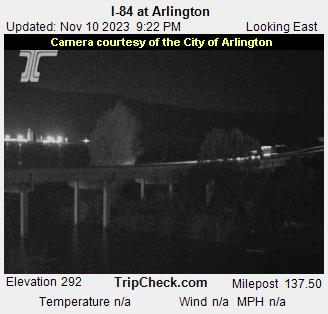 I-84 at Arlington
Updated: Nov 10 2023 9:22 PM Looking East
Camera courtesy of the City of Arlington
Elevation 292 TripCheck.com Milepost 137.50
Temperature n/a Wind n/a MPH n/a